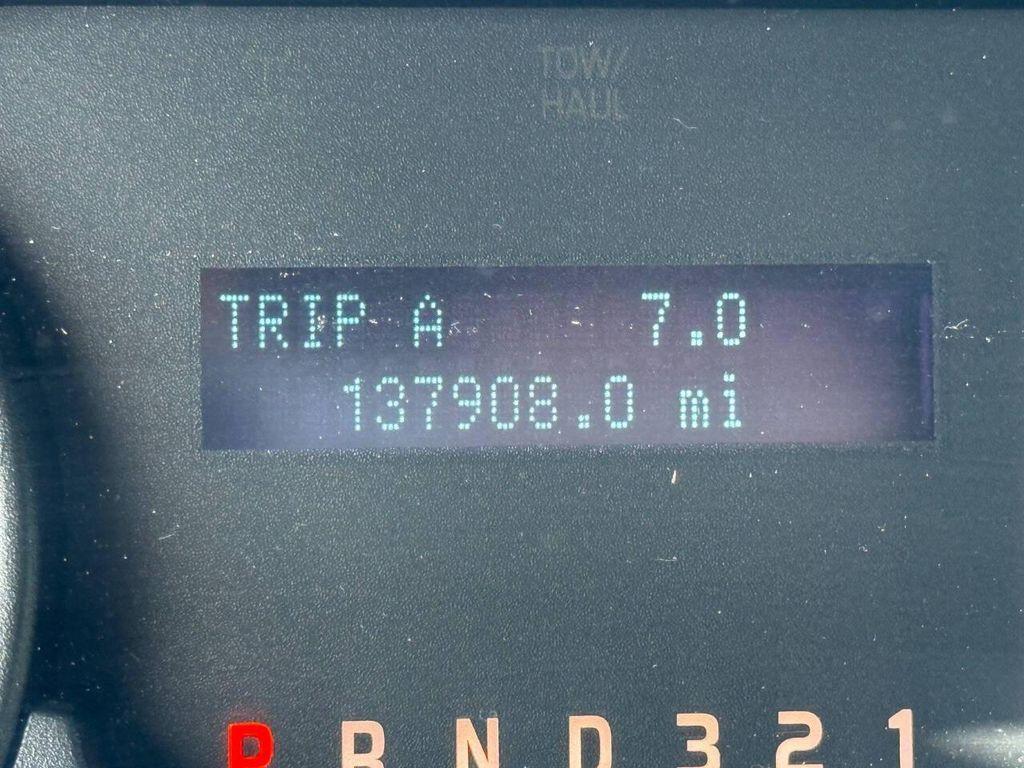 TOW/
HAUL
TRIP A 7.0
137908.0 mi
P R N D 3 2 1